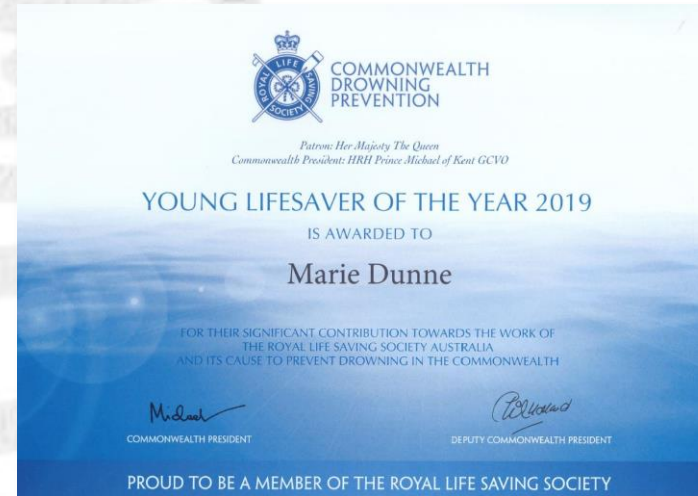 ROYAL LIFE SAVING SOCIETY
COMMONWEALTH
DROWNING
PREVENTION
Patron: Her Majesty The Queen
Commonwealth President: HRH Prince Michael of Kent GCVO
YOUNG LIFESAVER OF THE YEAR 2019
IS AWARDED TO
Marie Dunne
FOR THEIR SIGNIFICANT CONTRIBUTION TOWARDS THE WORK OF
THE ROYAL LIFE SAVING SOCIETY AUSTRALIA
AND ITS CAUSE TO PREVENT DROWNING IN THE COMMONWEALTH
Michael
COMMONWEALTH PRESIDENT
DEPUTY COMMONWEALTH PRESIDENT
PROUD TO BE A MEMBER OF THE ROYAL LIFE SAVING SOCIETY